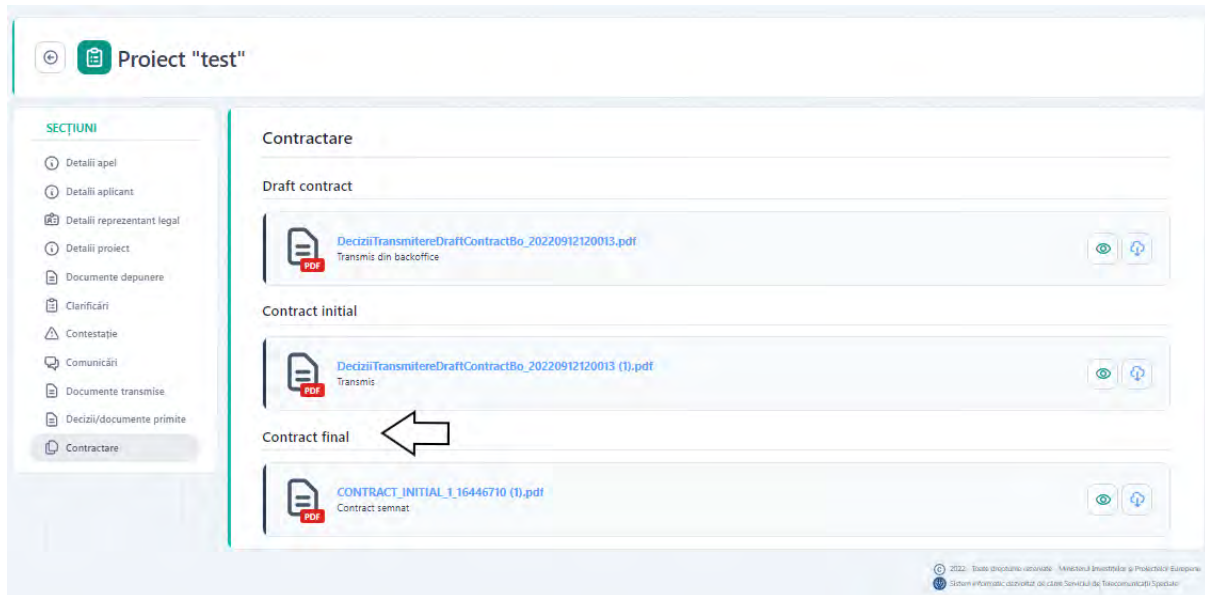 Proiect "test"
SECȚIUNI
Detalii apel
Detalii aplicant
Detalii reprezentant legal
Detalii proiect
Documente depunere
Clarificări
Contestație
Comunicări
Documente transmise
Decizii/documente primite
Contractare
Contractare
Draft contract
DeciziiTransmitereDraftContractBo_20220912120013.pdf
Transmis din backoffice
PDF
Contract initial
DeciziiTransmitereDraftContractBo_20220912120013 (1).pdf
Transmis
PDF
Contract final
CONTRACT_INITIAL_1_16446710 (1).pdf
Contract semnat
PDF
2022 - Toate drepturile rezervate - Ministerul Investițiilor și Proiectelor Europene
Sistem informatic dezvoltat de către Serviciul de Telecomunicații Speciale